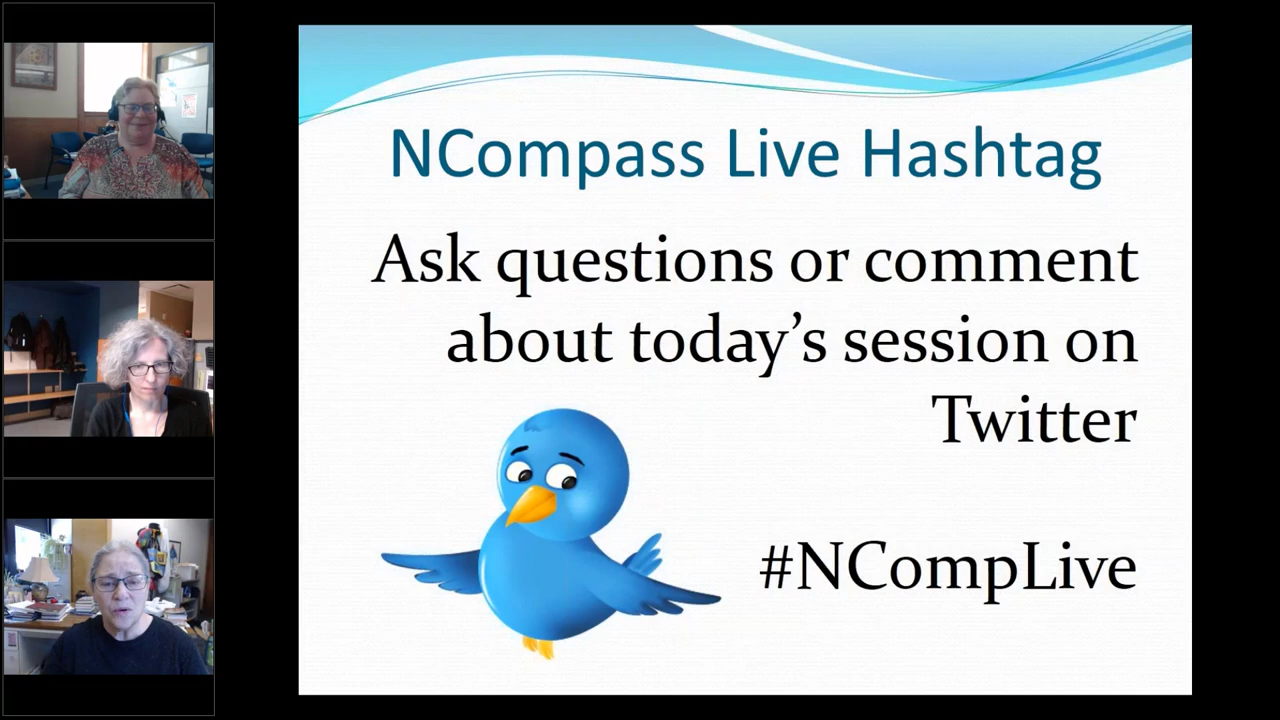 NCompass Live Hashtag
Ask questions or comment
about today’s session on
Twitter
#NCompLive